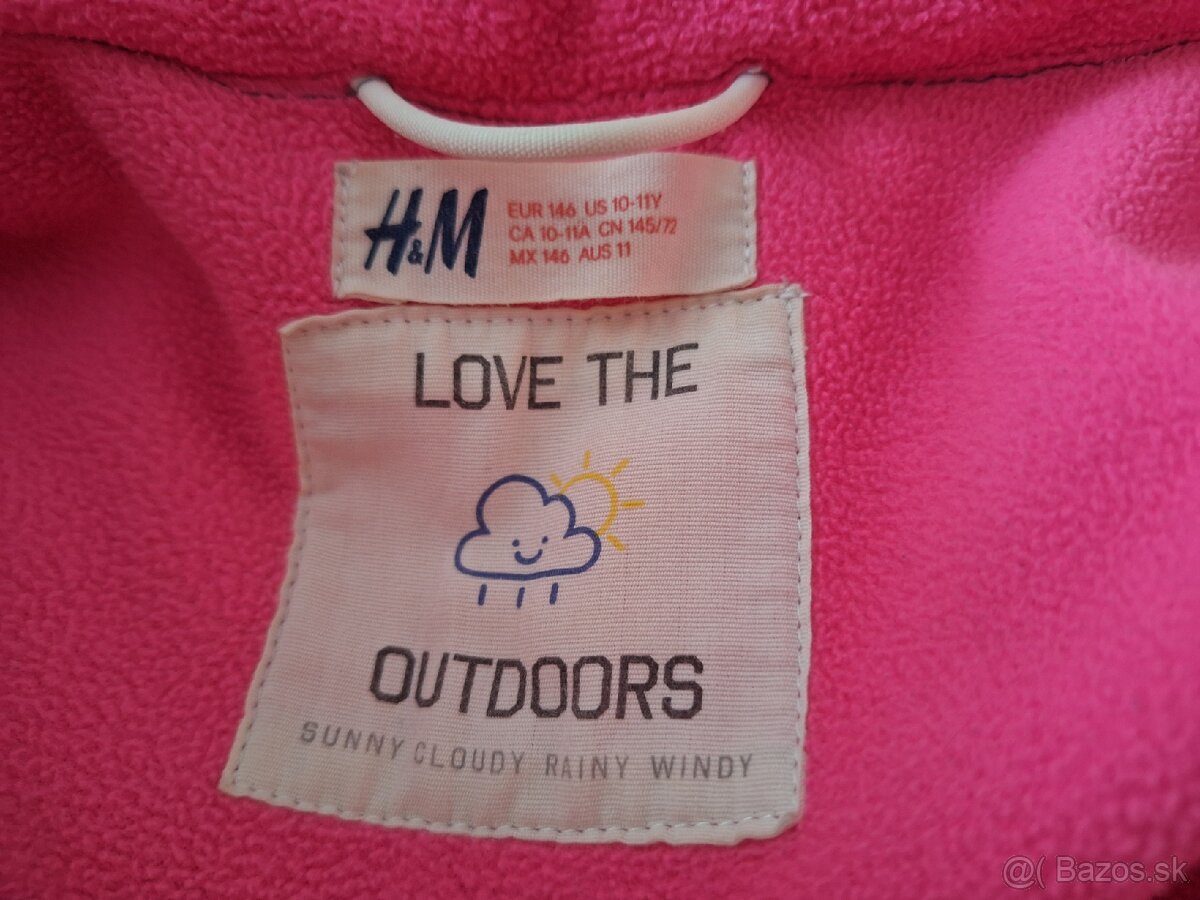 H&M
EUR 146 US 10-11Y
CA 10-11A CN 145/72
MX 146 AUS 11
LOVE THE
OUTDOORS
SUNNY CLOUDY RAINY WINDY
@( Bazos.sk